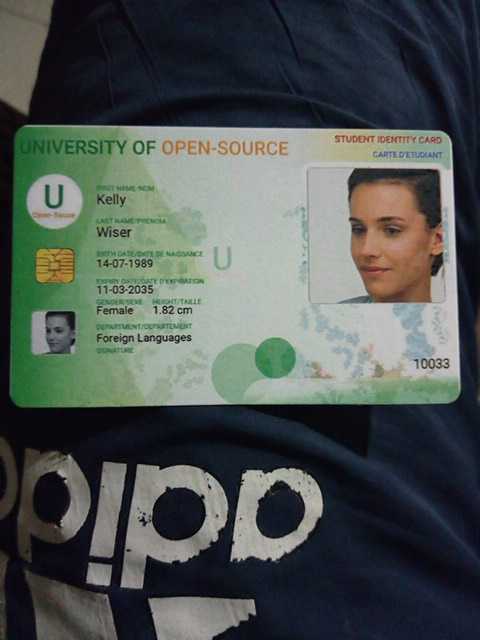 UNIVERSITY OF OPEN-SOURCE
STUDENT IDENTITY CARD
CARTE D'ETUDIANT
U
Open-Source
FIRST NAME/NOM
Kelly
LAST NAME/PRENOM
Wiser
U
BIRTH DATE/DATE DE NAISSANCE
14-07-1989
EXPIRY DATE/DATE D'EXPIRATION
11-03-2035
GENDER/SEXE HEIGHT/TAILLE
Female 1.82 cm
DEPARTMENT/DEPARTEMENT
Foreign Languages
SIGNATURE
10033
adidas